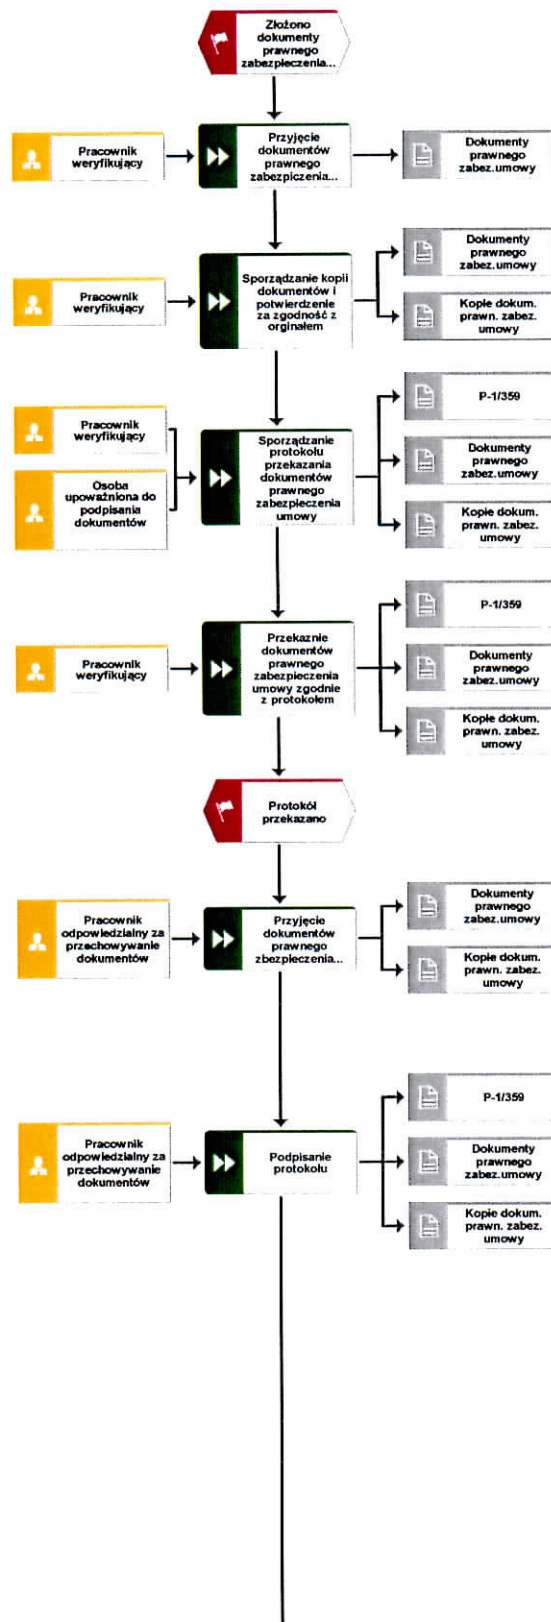 Złożono
dokumenty
prawnego
zabezpieczenia...
Pracownik
weryfikujący
Przyjęcie
dokumentów
prawnego
zabezpiczenia...
Dokumenty
prawnego
zabez.umowy
Pracownik
weryfikujący
Sporządzanie kopii
dokumentów i
potwierdzenie
za zgodność z
orginałem
Dokumenty
prawnego
zabez.umowy
Kopie dokum.
prawn. zabez.
umowy
Pracownik
weryfikujący
Osoba
upoważniona do
podpisania
dokumentów
Sporządzanie
protokołu
przekazania
dokumentów
prawnego
zabezpieczenia
umowy
P-1/359
Dokumenty
prawnego
zabez.umowy
Kopie dokum.
prawn. zabez.
umowy
Pracownik
weryfikujący
Przekaznie
dokumentów
prawnego
zabezpieczenia
umowy zgodnie
z protokołem
P-1/359
Dokumenty
prawnego
zabez.umowy
Kopie dokum.
prawn. zabez.
umowy
Protokół
przekazano
Pracownik
odpowiedzialny za
przechowywanie
dokumentów
Przyjęcie
dokumentów
prawnego
zbezpieczenia...
Dokumenty
prawnego
zabez.umowy
Kopie dokum.
prawn. zabez.
umowy
Pracownik
odpowiedzialny za
przechowywanie
dokumentów
Podpisanie
protokołu
P-1/359
Dokumenty
prawnego
zabez.umowy
Kopie dokum.
prawn. zabez.
umowy